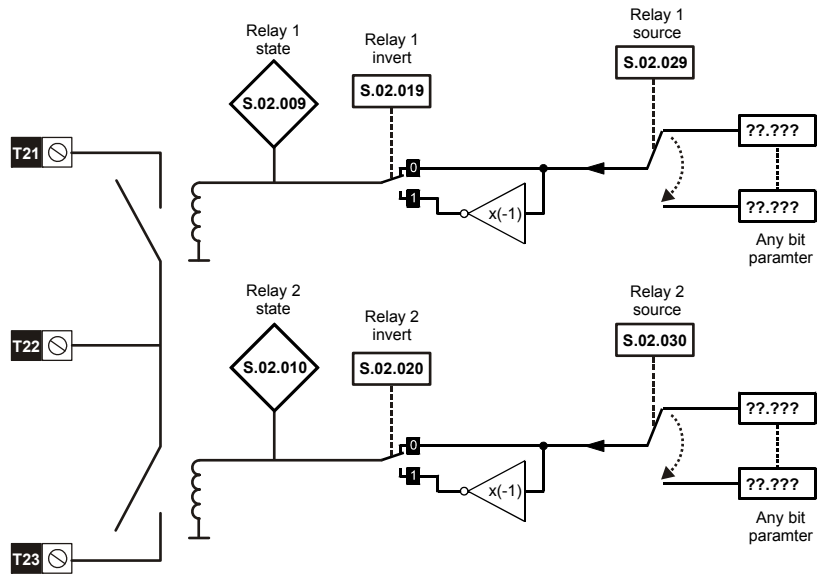 Relay 1
state
S.02.009
Relay 1
invert
S.02.019
Relay 1
source
S.02.029
T21
0
1
x(-1)
??.???
??.???
Any bit
paramter
T22
Relay 2
state
S.02.010
Relay 2
invert
S.02.020
Relay 2
source
S.02.030
0
1
x(-1)
??.???
??.???
Any bit
paramter
T23